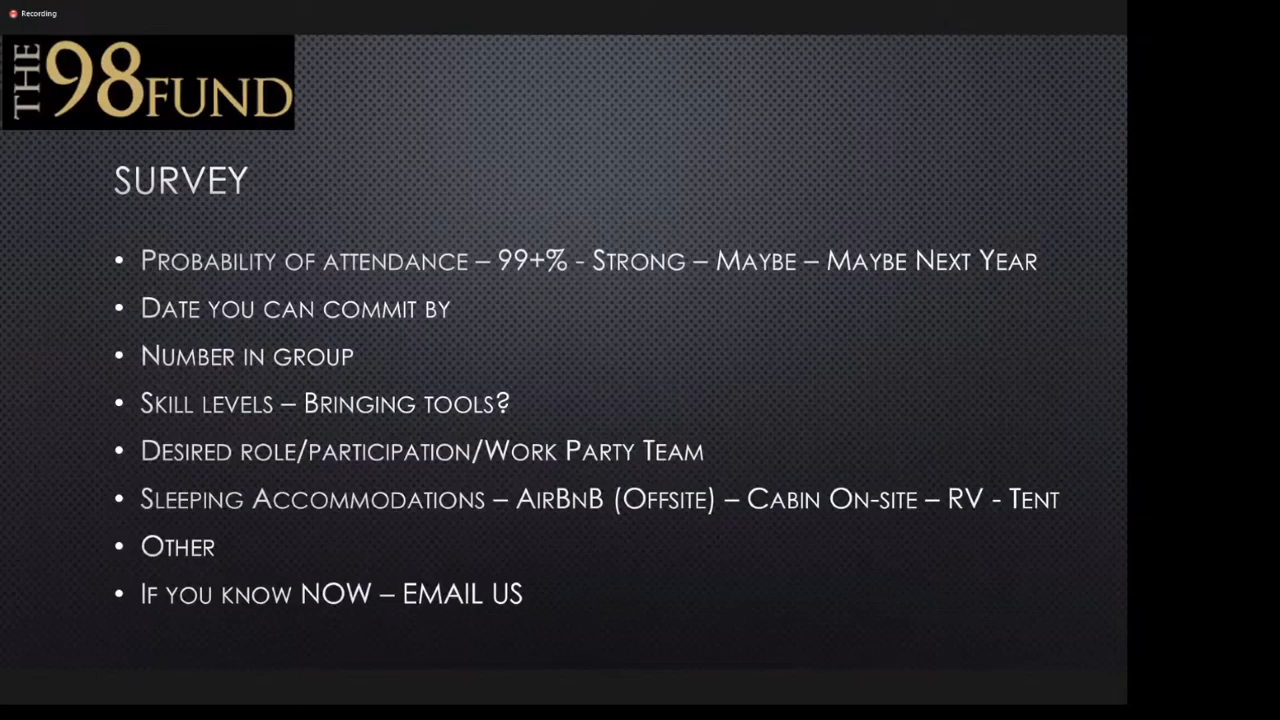 Recording
THE 98 FUND
SURVEY
• PROBABILITY OF ATTENDANCE – 99+% - STRONG – MAYBE – MAYBE NEXT YEAR
• DATE YOU CAN COMMIT BY
• NUMBER IN GROUP
• SKILL LEVELS – BRINGING TOOLS?
• DESIRED ROLE/PARTICIPATION/WORK PARTY TEAM
• SLEEPING ACCOMMODATIONS – AIRBNB (OFFSITE) – CABIN ON-SITE – RV - TENT
• OTHER
• IF YOU KNOW NOW – EMAIL US